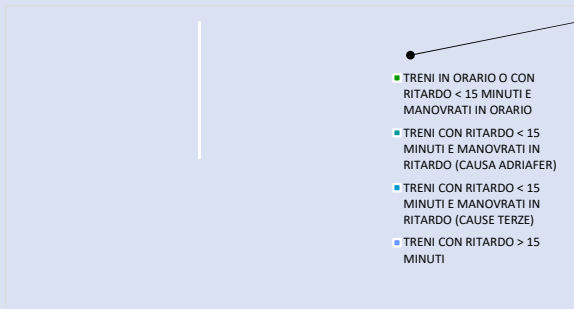 TRENI IN ORARIO O CON
RITARDO < 15 MINUTI E
MANOVRATI IN ORARIO
TRENI CON RITARDO < 15
MINUTI E MANOVRATI IN
RITARDO (CAUSA ADRIAFER)
TRENI CON RITARDO < 15
MINUTI E MANOVRATI IN
RITARDO (CAUSE TERZE)
TRENI CON RITARDO > 15
MINUTI